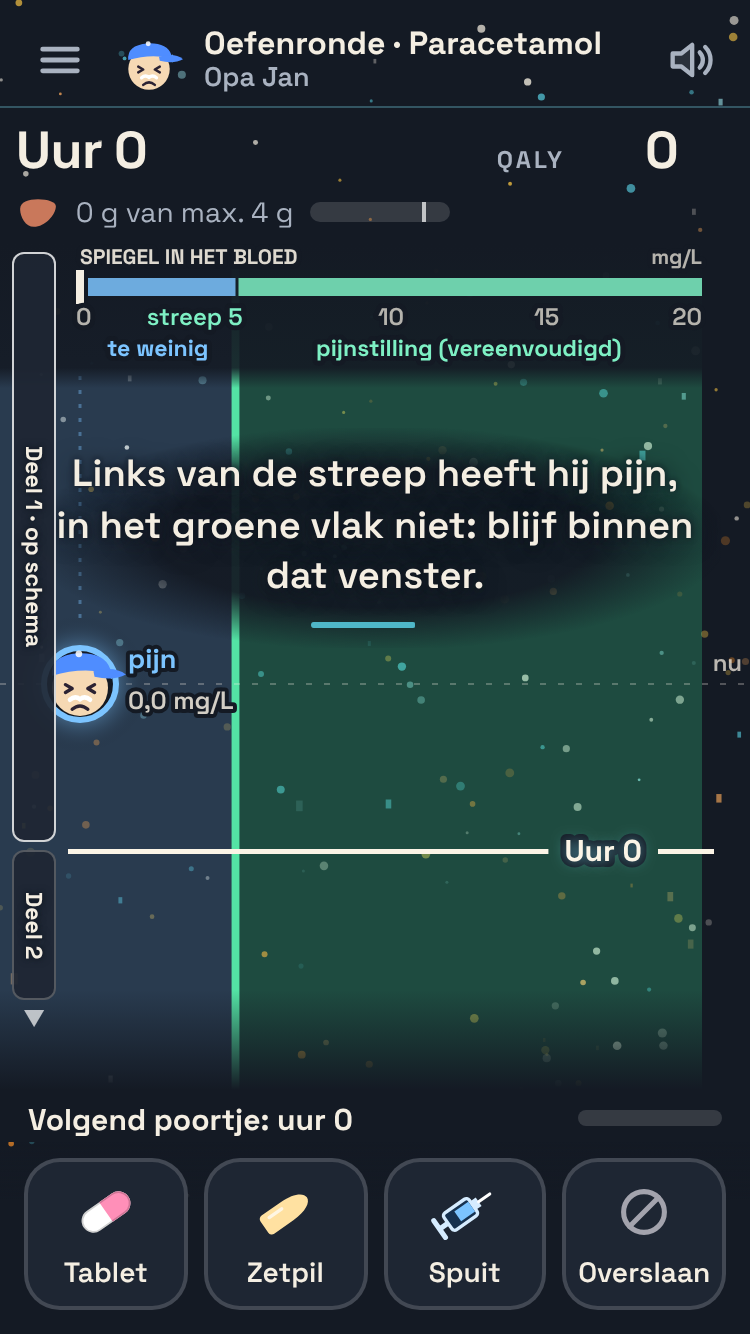 Oefenronde · Paracetamol
Opa Jan
Uur 0
QALY
0
0 g van max. 4 g
SPIEGEL IN HET BLOED
mg/L
0
streep 5
10
15
20
te weinig
pijnstilling (vereenvoudigd)
Links van de streep heeft hij pijn,
in het groene vlak niet: blijf binnen
dat venster.
Deel 1 · op schema
pijn
0,0 mg/L
nu
Uur 0
Deel 2
Volgend poortje: uur 0
Tablet
Zetpil
Spuit
Overslaan